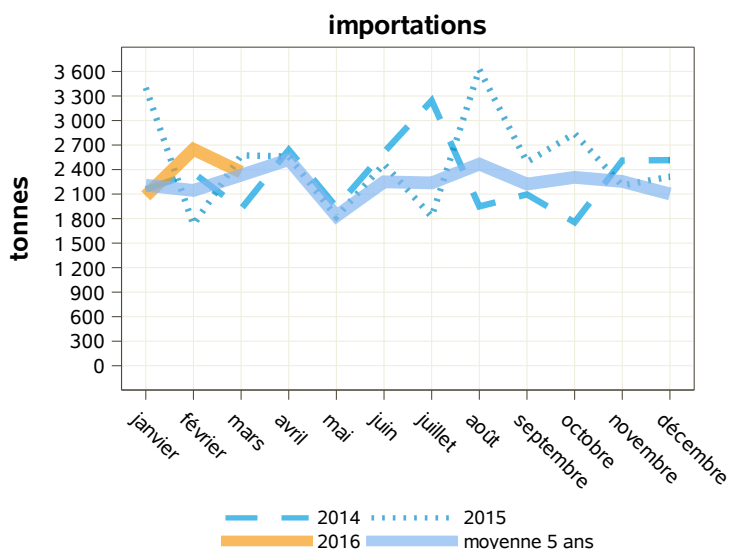 importations
tonnes
3 600
3 300
3 000
2 700
2 400
2 100
1 800
1 500
1 200
900
600
300
0
janvier
février
mars
avril
mai
juin
juillet
août
septembre
octobre
novembre
décembre
2014 2015
2016 moyenne 5 ans